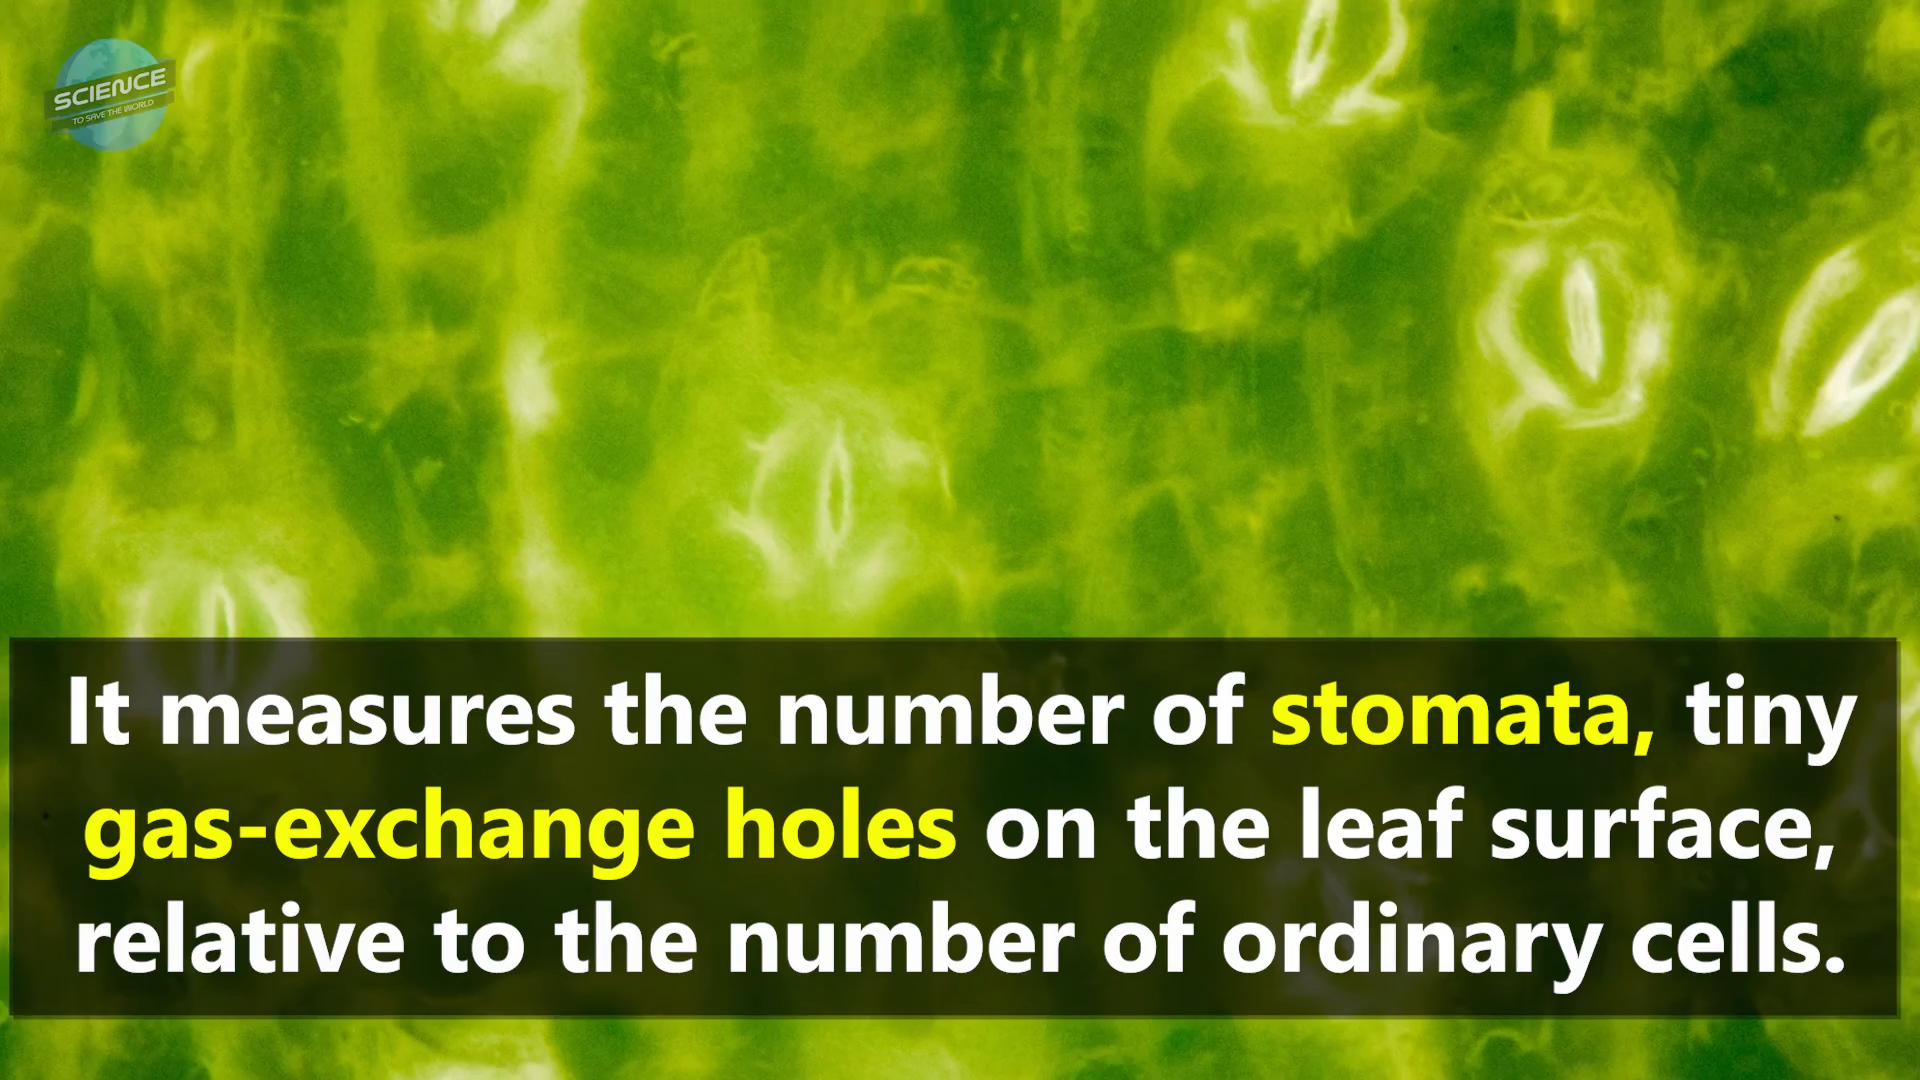 SCIENCE
TO SAVE THE WORLD
It measures the number of stomata, tiny
gas-exchange holes on the leaf surface,
relative to the number of ordinary cells.